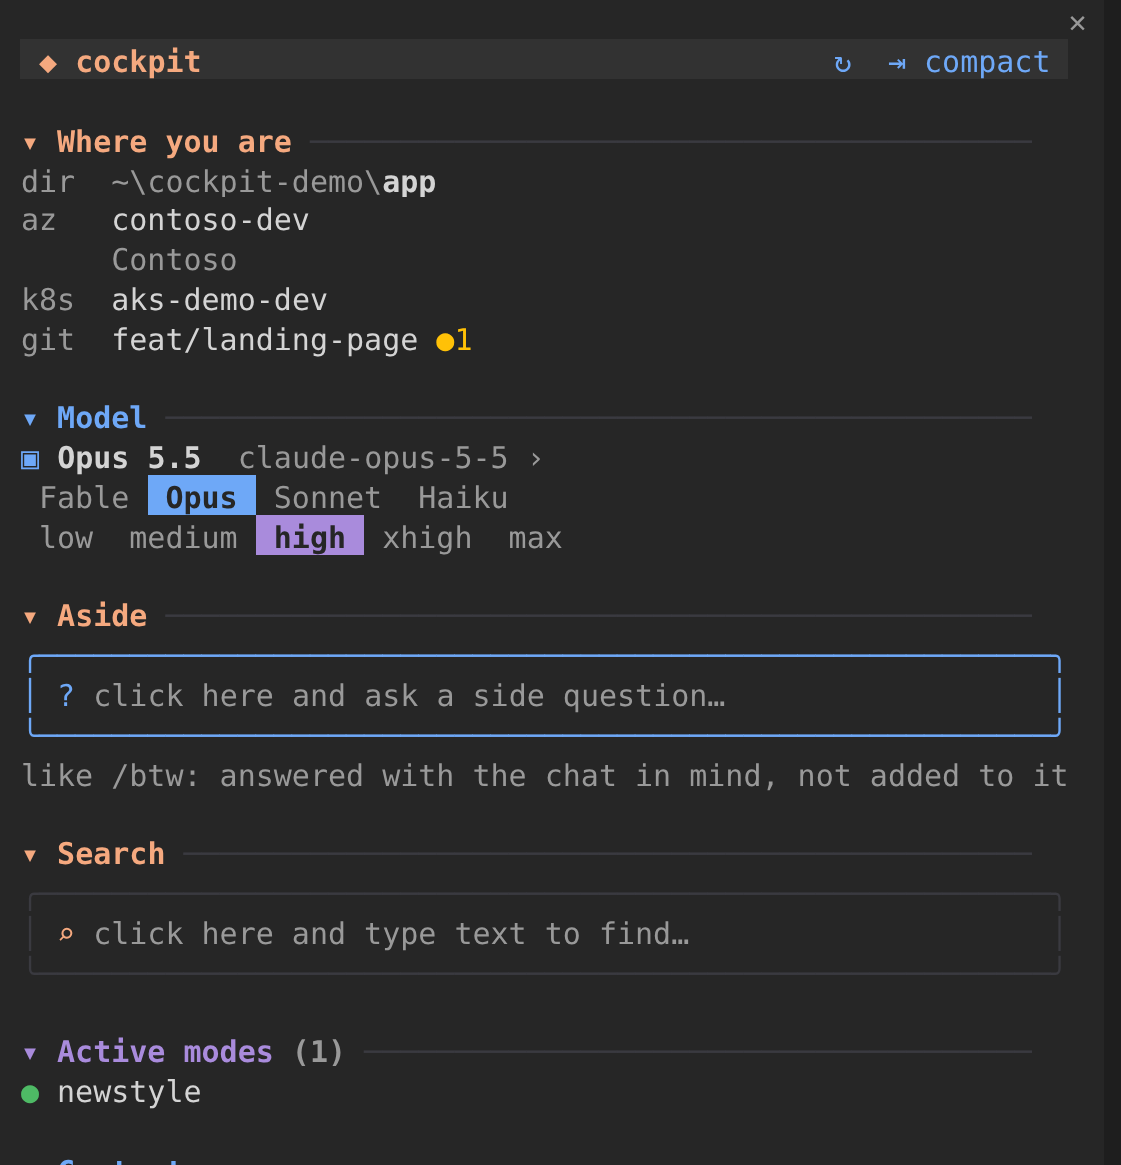 ×
◆ cockpit ↻ ⇥ compact
▾ Where you are
dir ~\cockpit-demo\app
az contoso-dev
Contoso
k8s aks-demo-dev
git feat/landing-page ●1
▾ Model
▣ Opus 5.5 claude-opus-5-5 ›
Fable Opus Sonnet Haiku
low medium high xhigh max
▾ Aside
? click here and ask a side question…
like /btw: answered with the chat in mind, not added to it
▾ Search
⌕ click here and type text to find…
▾ Active modes (1)
● newstyle